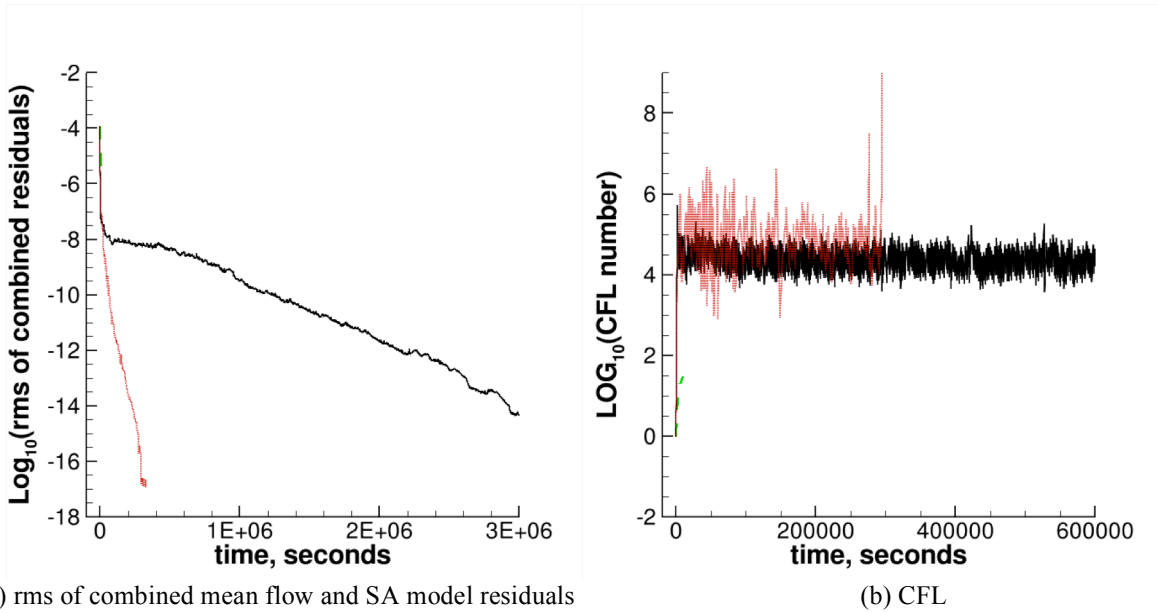 -2
-4
-6
-8
-10
-12
-14
-16
-18
Log10(rms of combined residuals)
0
1E+06
2E+06
3E+06
time, seconds
8
6
4
2
0
-2
LOG10(CFL number)
0
200000
400000
600000
time, seconds
) rms of combined mean flow and SA model residuals
(b) CFL